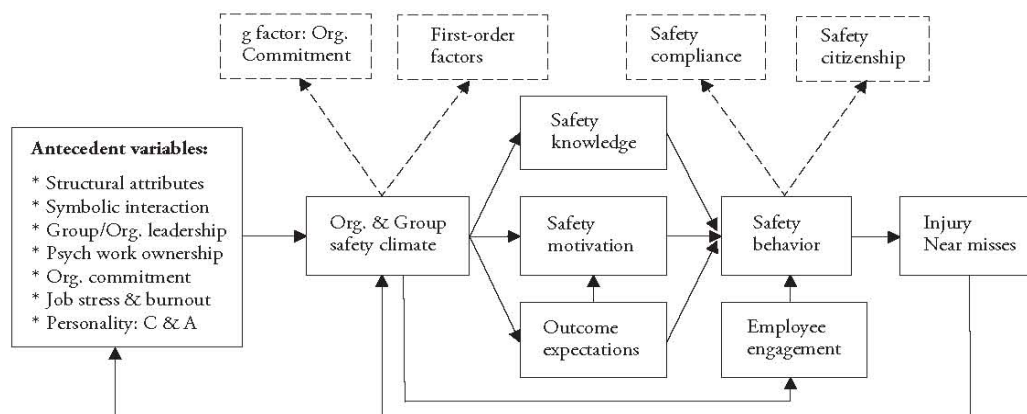 g factor: Org.
Commitment
First-order
factors
Safety
compliance
Safety
citizenship
Safety
knowledge
Antecedent variables:
* Structural attributes
* Symbolic interaction
* Group/Org. leadership
* Psych work ownership
* Org. commitment
* Job stress & burnout
* Personality: C & A
Org. & Group
safety climate
Safety
motivation
Safety
behavior
Injury
Near misses
Outcome
expectations
Employee
engagement